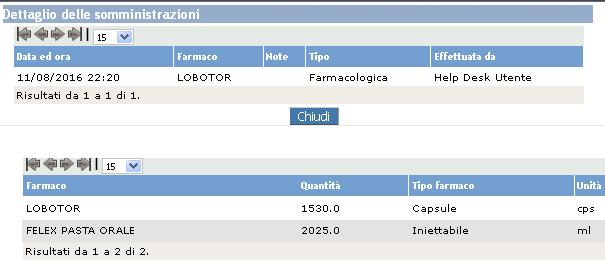 Dettaglio delle somministrazioni
15
Data ed ora Farmaco Note Tipo Effettuata da
11/08/2016 22:20 LOBOTOR Farmacologica Help Desk Utente
Risultati da 1 a 1 di 1.
Chiudi
15
Farmaco Quantità Tipo farmaco Unità
LOBOTOR 1530.0 Capsule cps
FELEX PASTA ORALE 2025.0 Iniettabile ml
Risultati da 1 a 2 di 2.